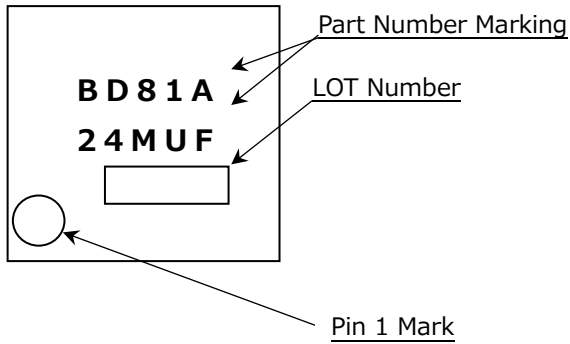 Part Number Marking
BD81A
LOT Number
24MUF
Pin 1 Mark